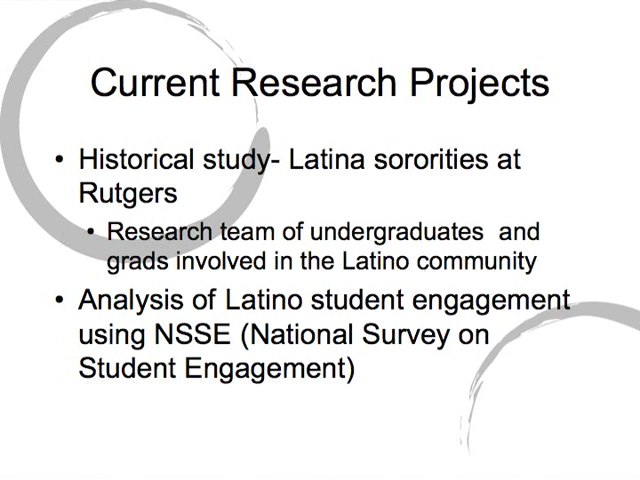 Current Research Projects
• Historical study- Latina sororities at
Rutgers
• Research team of undergraduates  and
grads involved in the Latino community
• Analysis of Latino student engagement
using NSSE (National Survey on
Student Engagement)